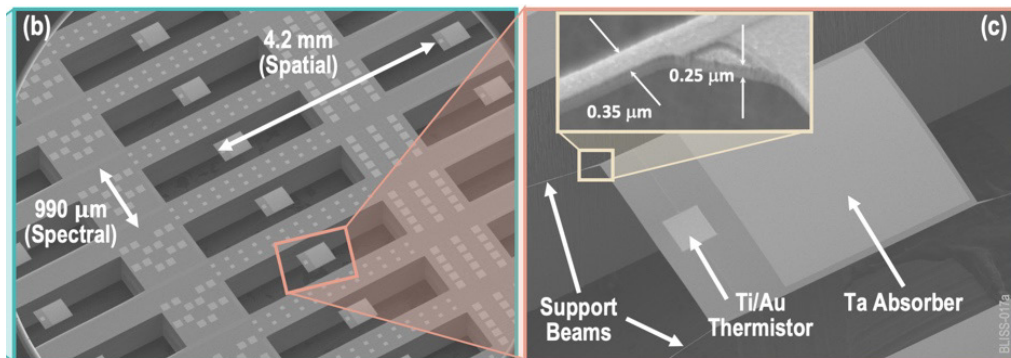 (b)
4.2 mm
(Spatial)
990 μm
(Spectral)
(c)
0.25 μm
0.35 μm
Support
Beams
Ti/Au
Thermistor
Ta Absorber
BLISS-017a